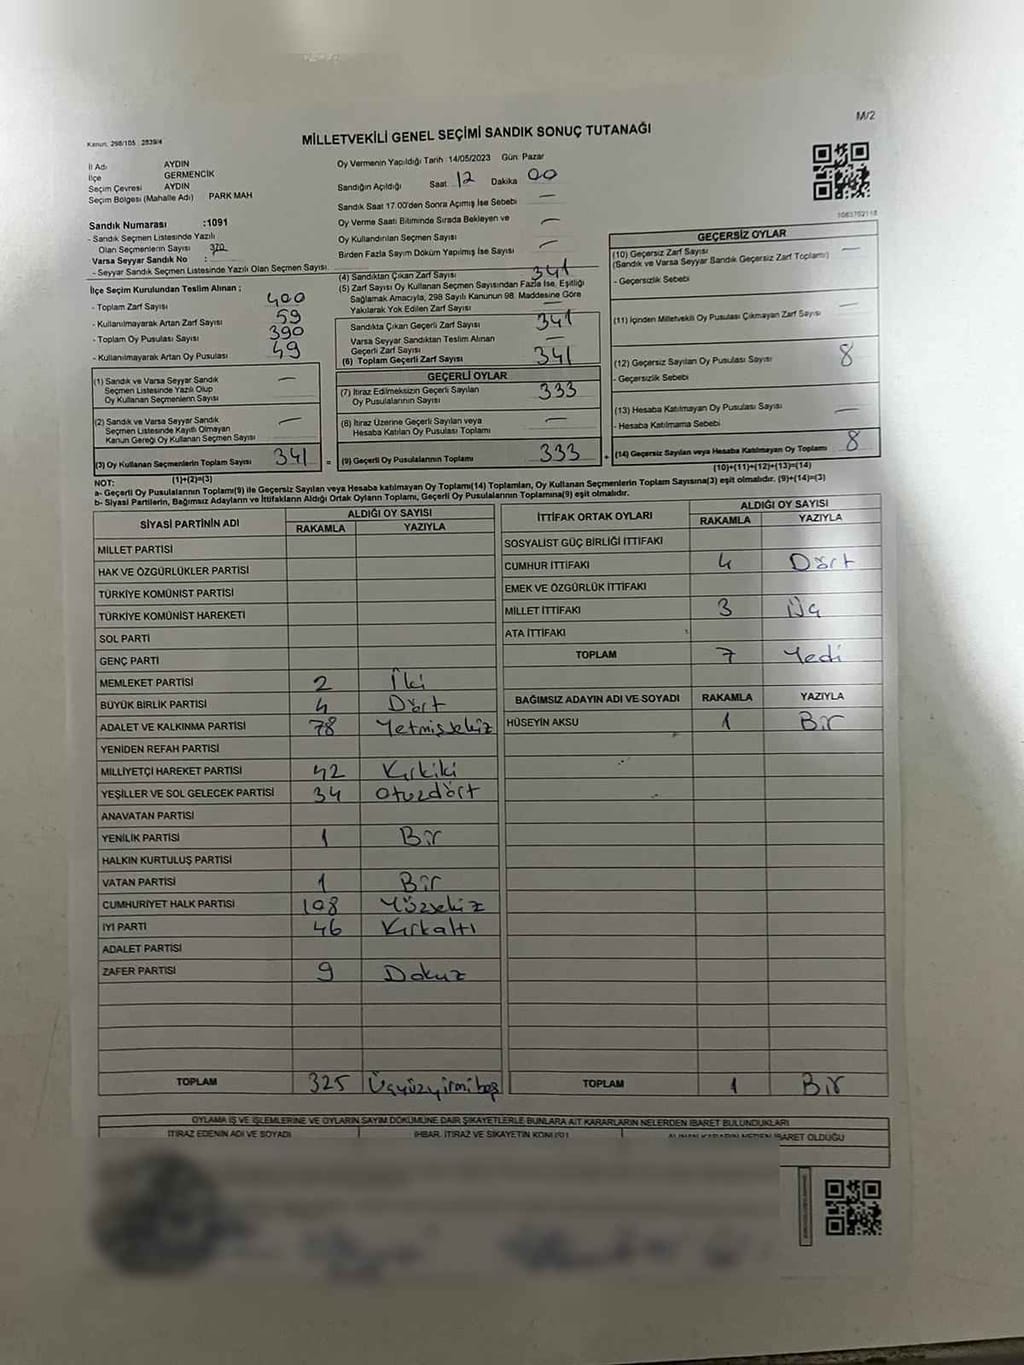 M/2
Kanun: 298/105 2839/4
MİLLETVEKİLİ GENEL SEÇİMİ SANDIK SONUÇ TUTANAĞI
İl Adı AYDIN
İlçe GERMENCİK
Seçim Çevresi AYDIN
Seçim Bölgesi (Mahalle Adı) PARK MAH
Sandık Numarası :1091
- Sandık Seçmen Listesinde Yazılı
Olan Seçmenlerin Sayısı 370
Varsa Seyyar Sandık No :
- Seyyar Sandık Seçmen Listesinde Yazılı Olan Seçmen Sayısı:
Oy Vermenin Yapıldığı Tarih 14/05/2023 Gün: Pazar
Sandığın Açıldığı Saat 12 Dakika 00
Sandık Saat 17.00'den Sonra Açılmış İse Sebebi —
Oy Verme Saati Bitiminde Sırada Bekleyen ve
Oy Kullandırılan Seçmen Sayısı —
Birden Fazla Sayım Döküm Yapılmış İse Sayısı —
1083702118
İlçe Seçim Kurulundan Teslim Alınan :
- Toplam Zarf Sayısı 400
- Kullanılmayarak Artan Zarf Sayısı 59
- Toplam Oy Pusulası Sayısı 390
- Kullanılmayarak Artan Oy Pusulası 49
(1) Sandık ve Varsa Seyyar Sandık
Seçmen Listesinde Yazılı Olup
Oy Kullanan Seçmenlerin Sayısı —
(2) Sandık ve Varsa Seyyar Sandık
Seçmen Listesinde Kayıtlı Olmayan
Kanun Gereği Oy Kullanan Seçmen Sayısı —
(3) Oy Kullanan Seçmenlerin Toplam Sayısı 341
(1)+(2)=(3)
(4) Sandıktan Çıkan Zarf Sayısı 341
(5) Zarf Sayısı Oy Kullanan Seçmen Sayısından Fazla İse, Eşitliği
Sağlamak Amacıyla, 298 Sayılı Kanunun 98. Maddesine Göre
Yakılarak Yok Edilen Zarf Sayısı —
Sandıkta Çıkan Geçerli Zarf Sayısı 341
Varsa Seyyar Sandıktan Teslim Alınan
Geçerli Zarf Sayısı —
(6) Toplam Geçerli Zarf Sayısı 341
GEÇERLİ OYLAR
(7) İtiraz Edilmeksizin Geçerli Sayılan
Oy Pusulalarının Sayısı 333
(8) İtiraz Üzerine Geçerli Sayılan veya
Hesaba Katılan Oy Pusulası Toplamı —
= (9) Geçerli Oy Pusulalarının Toplamı 333
GEÇERSİZ OYLAR
(10) Geçersiz Zarf Sayısı —
(Sandık ve Varsa Seyyar Sandık Geçersiz Zarf Toplamı)
- Geçersizlik Sebebi
(11) İçinden Milletvekili Oy Pusulası Çıkmayan Zarf Sayısı —
(12) Geçersiz Sayılan Oy Pusulası Sayısı 8
- Geçersizlik Sebebi
(13) Hesaba Katılmayan Oy Pusulası Sayısı —
- Hesaba Katılmama Sebebi
+ (14) Geçersiz Sayılan veya Hesaba Katılmayan Oy Toplamı 8
(10)+(11)+(12)+(13)=(14)
NOT:
a- Geçerli Oy Pusulalarının Toplamı(9) ile Geçersiz Sayılan veya Hesaba katılmayan Oy Toplamı(14) Toplamları, Oy Kullanan Seçmenlerin Toplam Sayısına(3) eşit olmalıdır. (9)+(14)=(3)
b- Siyasi Partilerin, Bağımsız Adayların ve İttifakların Aldığı Ortak Oyların Toplamı, Geçerli Oy Pusulalarının Toplamına(9) eşit olmalıdır.
SİYASİ PARTİNİN ADI ALDIĞI OY SAYISI
RAKAMLA YAZIYLA
MİLLET PARTİSİ
HAK VE ÖZGÜRLÜKLER PARTİSİ
TÜRKİYE KOMÜNİST PARTİSİ
TÜRKİYE KOMÜNİST HAREKETİ
SOL PARTİ
GENÇ PARTİ
MEMLEKET PARTİSİ 2 İki
BÜYÜK BİRLİK PARTİSİ 4 Dört
ADALET VE KALKINMA PARTİSİ 78 Yetmişsekiz
YENİDEN REFAH PARTİSİ
MİLLİYETÇİ HAREKET PARTİSİ 42 Kırkiki
YEŞİLLER VE SOL GELECEK PARTİSİ 34 Otuzdört
ANAVATAN PARTİSİ
YENİLİK PARTİSİ 1 Bir
HALKIN KURTULUŞ PARTİSİ
VATAN PARTİSİ 1 Bir
CUMHURİYET HALK PARTİSİ 108 Yüzsekiz
İYİ PARTİ 46 Kırkaltı
ADALET PARTİSİ
ZAFER PARTİSİ 9 Dokuz
TOPLAM 325 Üçyüzyirmibeş
İTTİFAK ORTAK OYLARI ALDIĞI OY SAYISI
RAKAMLA YAZIYLA
SOSYALİST GÜÇ BİRLİĞİ İTTİFAKI
CUMHUR İTTİFAKI 4 Dört
EMEK VE ÖZGÜRLÜK İTTİFAKI
MİLLET İTTİFAKI 3 Üç
ATA İTTİFAKI
TOPLAM 7 Yedi
BAĞIMSIZ ADAYIN ADI VE SOYADI RAKAMLA YAZIYLA
HÜSEYİN AKSU 1 Bir
TOPLAM 1 Bir
OYLAMA İŞ VE İŞLEMLERİNE VE OYLARIN SAYIM DÖKÜMÜNE DAİR ŞİKAYETLERLE BUNLARA AİT KARARLARIN NELERDEN İBARET BULUNDUKLARI
İTİRAZ EDENİN ADI VE SOYADI İHBAR, İTİRAZ VE ŞİKAYETİN KONUSU İBARET OLDUĞU